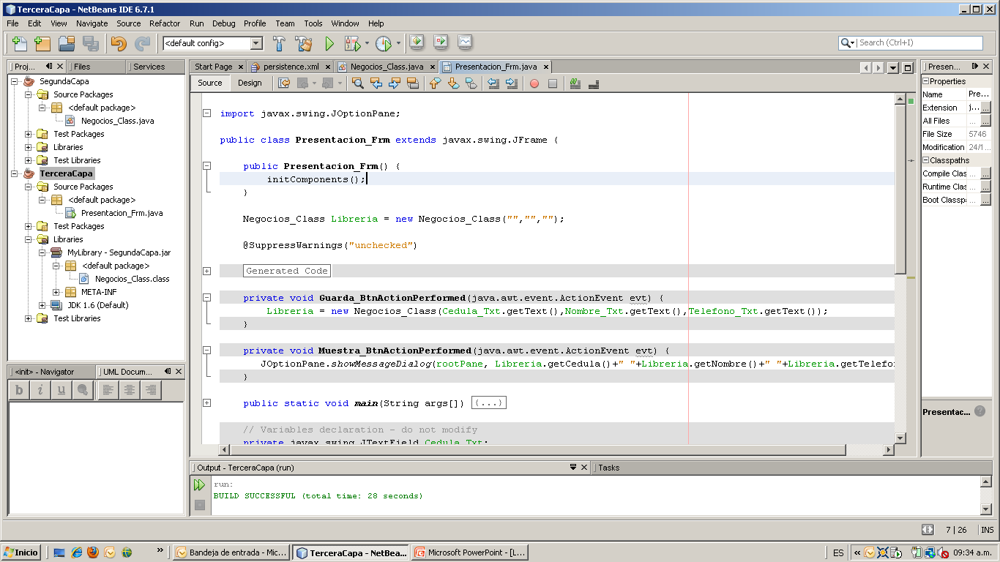 TerceraCapa - NetBeans IDE 6.7.1
File Edit View Navigate Source Refactor Run Debug Profile Team Tools Window Help
<default config>
Search (Ctrl+I)
Proj...
Files
Services
SegundaCapa
Source Packages
<default package>
Negocios_Class.java
Test Packages
Libraries
Test Libraries
TerceraCapa
Source Packages
<default package>
Presentacion_Frm.java
Test Packages
Libraries
MyLibrary - SegundaCapa.jar
<default package>
Negocios_Class.class
META-INF
JDK 1.6 (Default)
Test Libraries
<init> - Navigator
UML Docum...
b i u
Start Page
persistence.xml
Negocios_Class.java
Presentacion_Frm.java
Source Design
import javax.swing.JOptionPane;
public class Presentacion_Frm extends javax.swing.JFrame {
public Presentacion_Frm() {
initComponents();
}
Negocios_Class Libreria = new Negocios_Class("","","");
@SuppressWarnings("unchecked")
Generated Code
private void Guarda_BtnActionPerformed(java.awt.event.ActionEvent evt) {
Libreria = new Negocios_Class(Cedula_Txt.getText(),Nombre_Txt.getText(),Telefono_Txt.getText());
}
private void Muestra_BtnActionPerformed(java.awt.event.ActionEvent evt) {
JOptionPane.showMessageDialog(rootPane, Libreria.getCedula()+" "+Libreria.getNombre()+" "+Libreria.getTelefo
}
public static void main(String args[]) {...}
// Variables declaration - do not modify
private javax.swing.JTextField Cedula_Txt;
Presen...
Properties
Name Pre...
Extension j... ...
All Files ... ...
File Size 5746
Modification 24/1...
Classpaths
Compile Clas ... ...
Runtime Clas ... ...
Boot Classpa ... ...
Presentac...
Output - TerceraCapa (run)
Tasks
run:
BUILD SUCCESSFUL (total time: 28 seconds)
7 | 26 INS
Inicio
»
Bandeja de entrada - Mic...
TerceraCapa - NetBea...
Microsoft PowerPoint - [L...
ES
«
09:34 a.m.